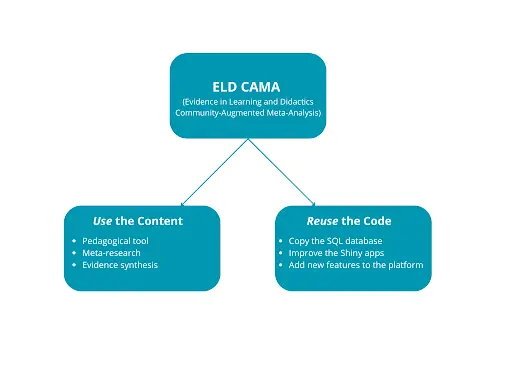 ELD CAMA
(Evidence in Learning and Didactics
Community-Augmented Meta-Analysis)
Use the Content
• Pedagogical tool
• Meta-research
• Evidence synthesis
Reuse the Code
• Copy the SQL database
• Improve the Shiny apps
• Add new features to the platform